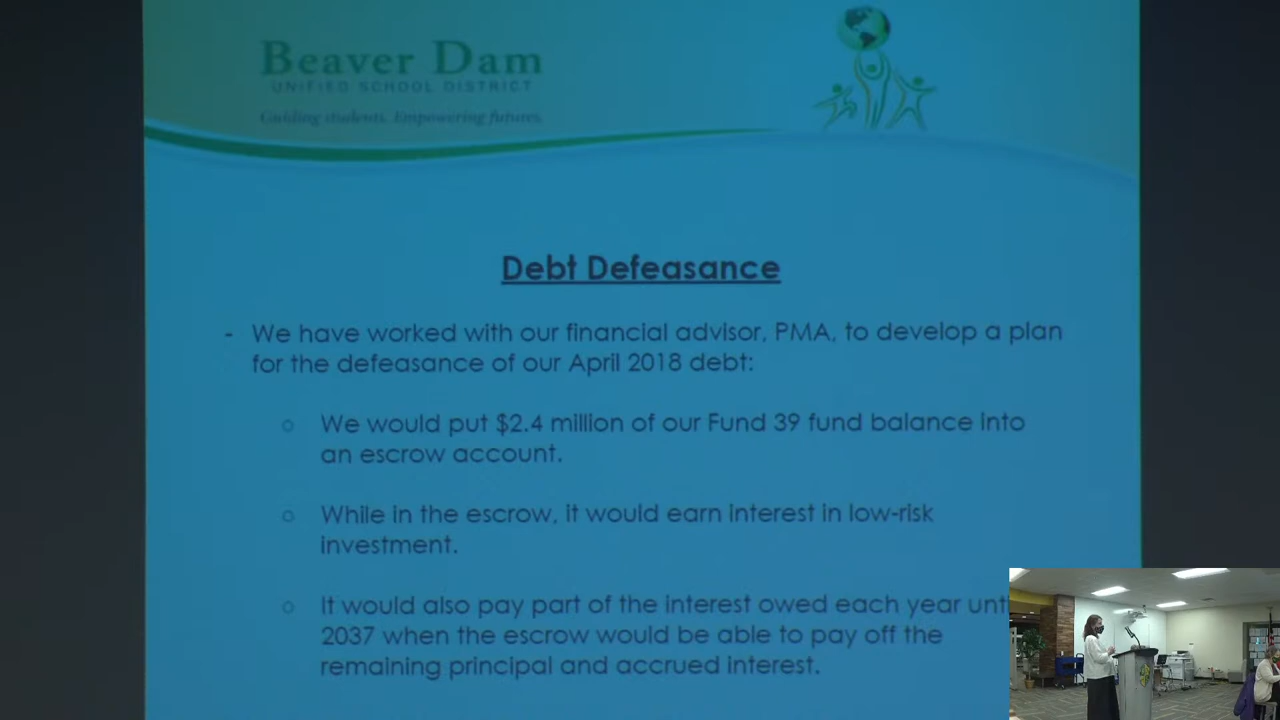 Beaver Dam
UNIFIED SCHOOL DISTRICT
Guiding students. Empowering futures.
Debt Defeasance
- We have worked with our financial advisor, PMA, to develop a plan
for the defeasance of our April 2018 debt:
○ We would put $2.4 million of our Fund 39 fund balance into
an escrow account.
○ While in the escrow, it would earn interest in low-risk
investment.
○ It would also pay part of the interest owed each year unt
2037 when the escrow would be able to pay off the
remaining principal and accrued interest.